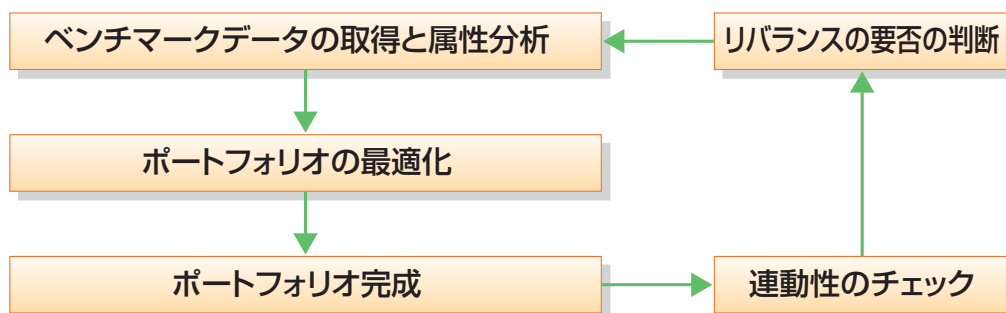 ベンチマークデータの取得と属性分析
リバランスの要否の判断
ポートフォリオの最適化
ポートフォリオ完成
連動性のチェック